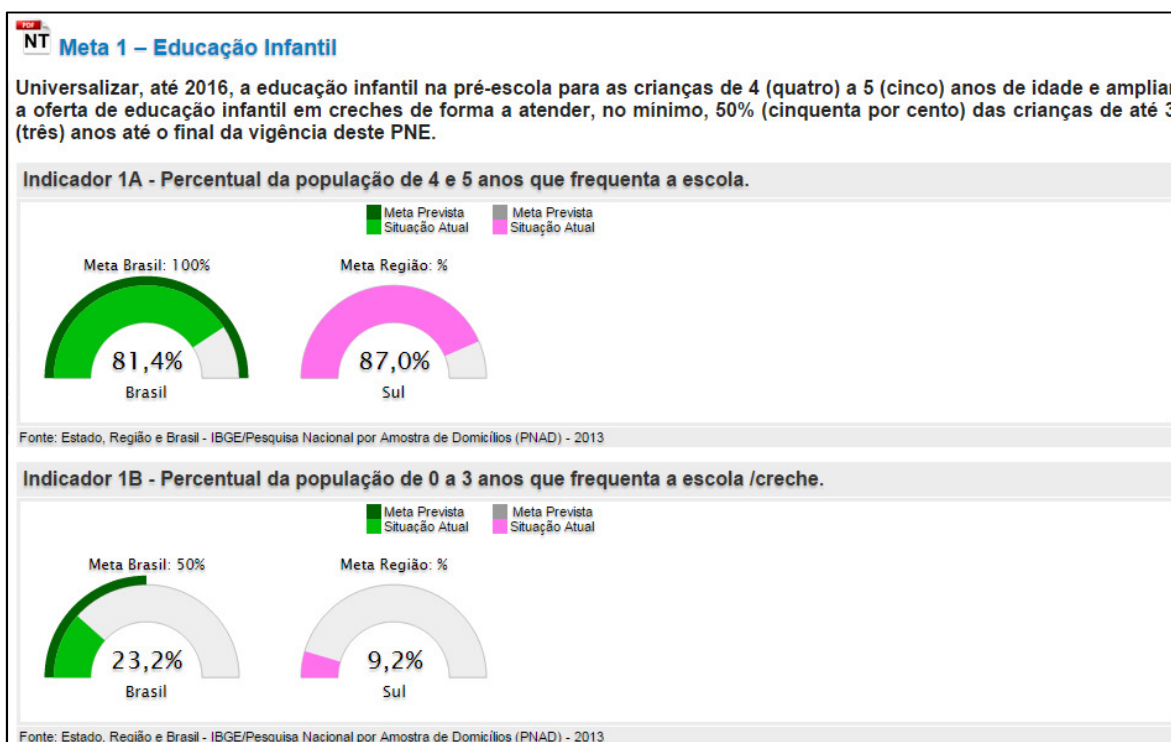 PDF
NT Meta 1 – Educação Infantil
Universalizar, até 2016, a educação infantil na pré-escola para as crianças de 4 (quatro) a 5 (cinco) anos de idade e ampliar
a oferta de educação infantil em creches de forma a atender, no mínimo, 50% (cinquenta por cento) das crianças de até 3
(três) anos até o final da vigência deste PNE.
Indicador 1A - Percentual da população de 4 e 5 anos que frequenta a escola.
Meta Prevista Meta Prevista
Situação Atual Situação Atual
Meta Brasil: 100% Meta Região: %
81,4% 87,0%
Brasil Sul
Fonte: Estado, Região e Brasil - IBGE/Pesquisa Nacional por Amostra de Domicílios (PNAD) - 2013
Indicador 1B - Percentual da população de 0 a 3 anos que frequenta a escola /creche.
Meta Prevista Meta Prevista
Situação Atual Situação Atual
Meta Brasil: 50% Meta Região: %
23,2% 9,2%
Brasil Sul
Fonte: Estado, Região e Brasil - IBGE/Pesquisa Nacional por Amostra de Domicílios (PNAD) - 2013